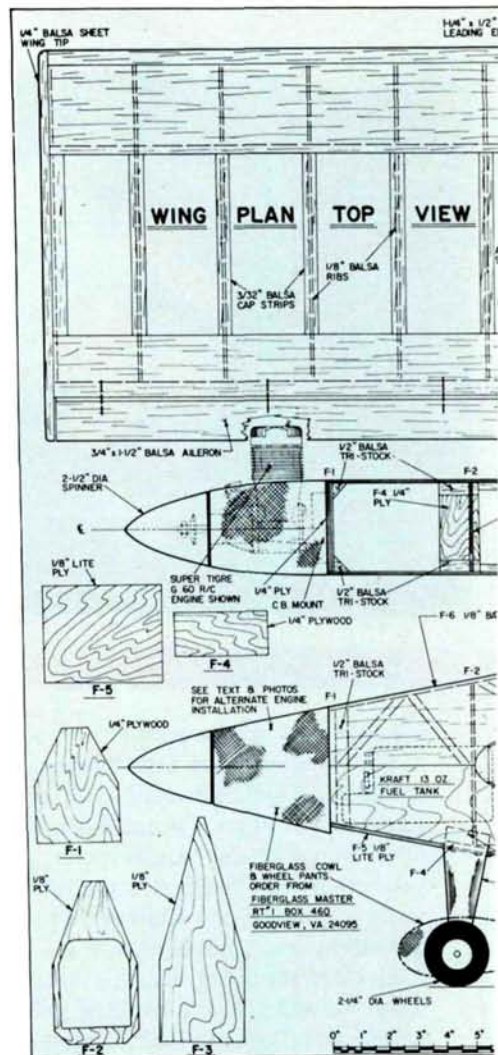 1/4" BALSA SHEET
WING TIP
1-1/4" x 1/2"
LEADING E
WING PLAN TOP VIEW
3/32" BALSA
CAP STRIPS
1/8" BALSA
RIBS
3/4" x 1-1/2" BALSA AILERON
2-1/2" DIA.
SPINNER
F-1
1/2" BALSA
TRI-STOCK
F-2
F-4 1/4"
PLY
SUPER TIGRE
G 60 R/C
ENGINE SHOWN
1/4" PLY
C.B. MOUNT
1/2" BALSA
TRI-STOCK
1/8" LITE
PLY
F-5
1/4" PLYWOOD
F-4
F-6 1/8" BA
SEE TEXT & PHOTOS
FOR ALTERNATE ENGINE
INSTALLATION
F-1
1/2" BALSA
TRI-STOCK
F-2
1/4" PLYWOOD
F-1
KRAFT 13 OZ.
FUEL TANK
F-5 1/8"
LITE PLY
F-4
1/8"
PLY
1/8"
PLY
FIBERGLASS COWL
& WHEEL PANTS
ORDER FROM
FIBERGLASS MASTER
RT#1 BOX 460
GOODVIEW, VA 24095
2-1/4" DIA. WHEELS
F-2
F-3
0" 1" 2" 3" 4" 5"